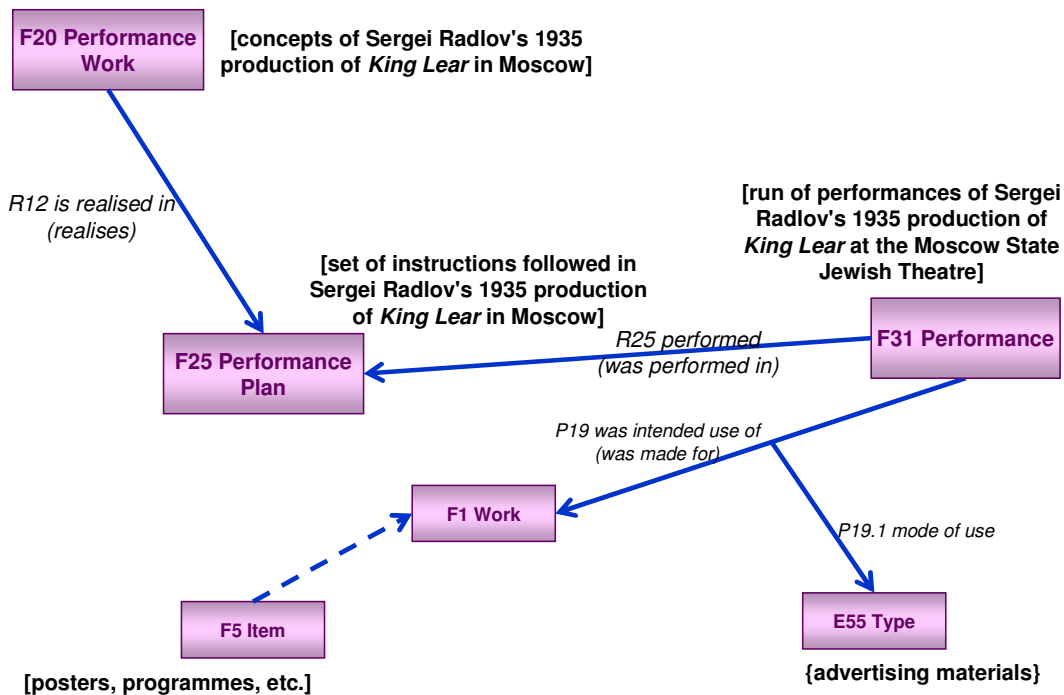 F20 Performance
Work
[concepts of Sergei Radlov's 1935
production of King Lear in Moscow]
R12 is realised in
(realises)
[run of performances of Sergei
Radlov's 1935 production of
King Lear at the Moscow State
Jewish Theatre]
[set of instructions followed in
Sergei Radlov's 1935 production
of King Lear in Moscow]
F25 Performance
Plan
R25 performed
(was performed in)
F31 Performance
P19 was intended use of
(was made for)
F1 Work
P19.1 mode of use
F5 Item
E55 Type
[posters, programmes, etc.]
{advertising materials}